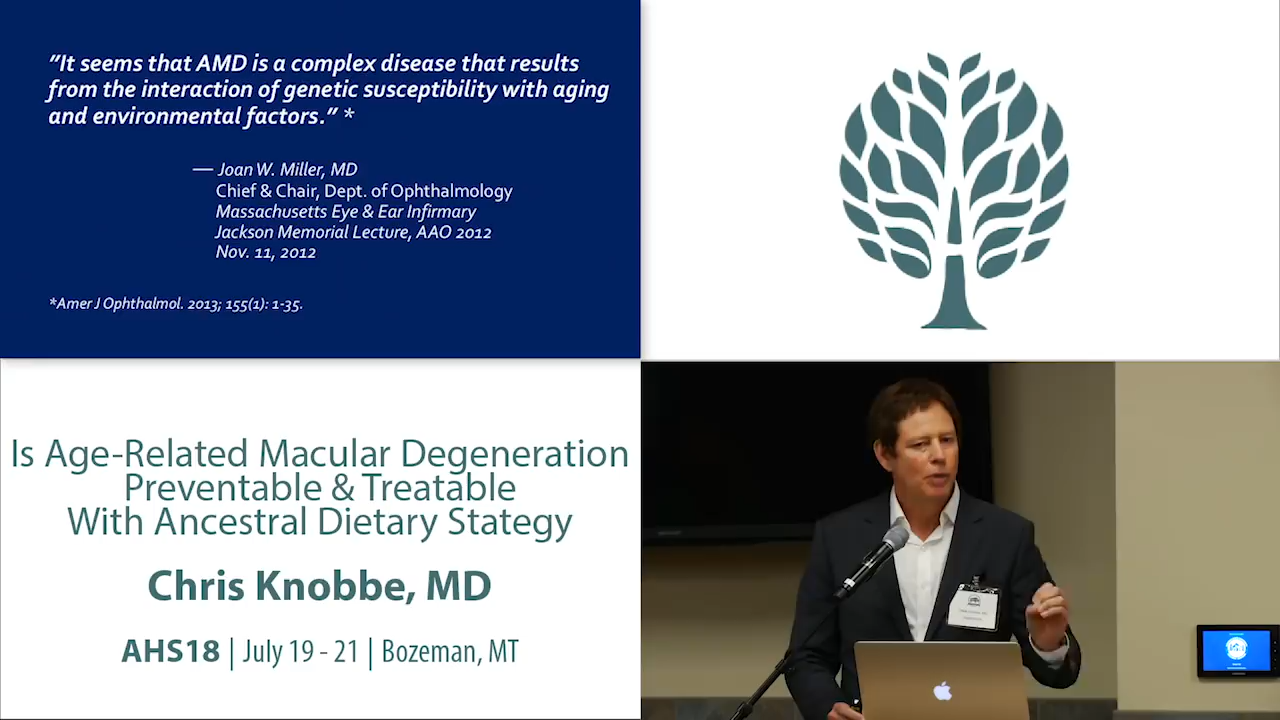 "It seems that AMD is a complex disease that results
from the interaction of genetic susceptibility with aging
and environmental factors." *
— Joan W. Miller, MD
Chief & Chair, Dept. of Ophthalmology
Massachusetts Eye & Ear Infirmary
Jackson Memorial Lecture, AAO 2012
Nov. 11, 2012
*Amer J Ophthalmol. 2013; 155(1): 1-35.
Is Age-Related Macular Degeneration
Preventable & Treatable
With Ancestral Dietary Stategy
Chris Knobbe, MD
AHS18 | July 19 - 21 | Bozeman, MT